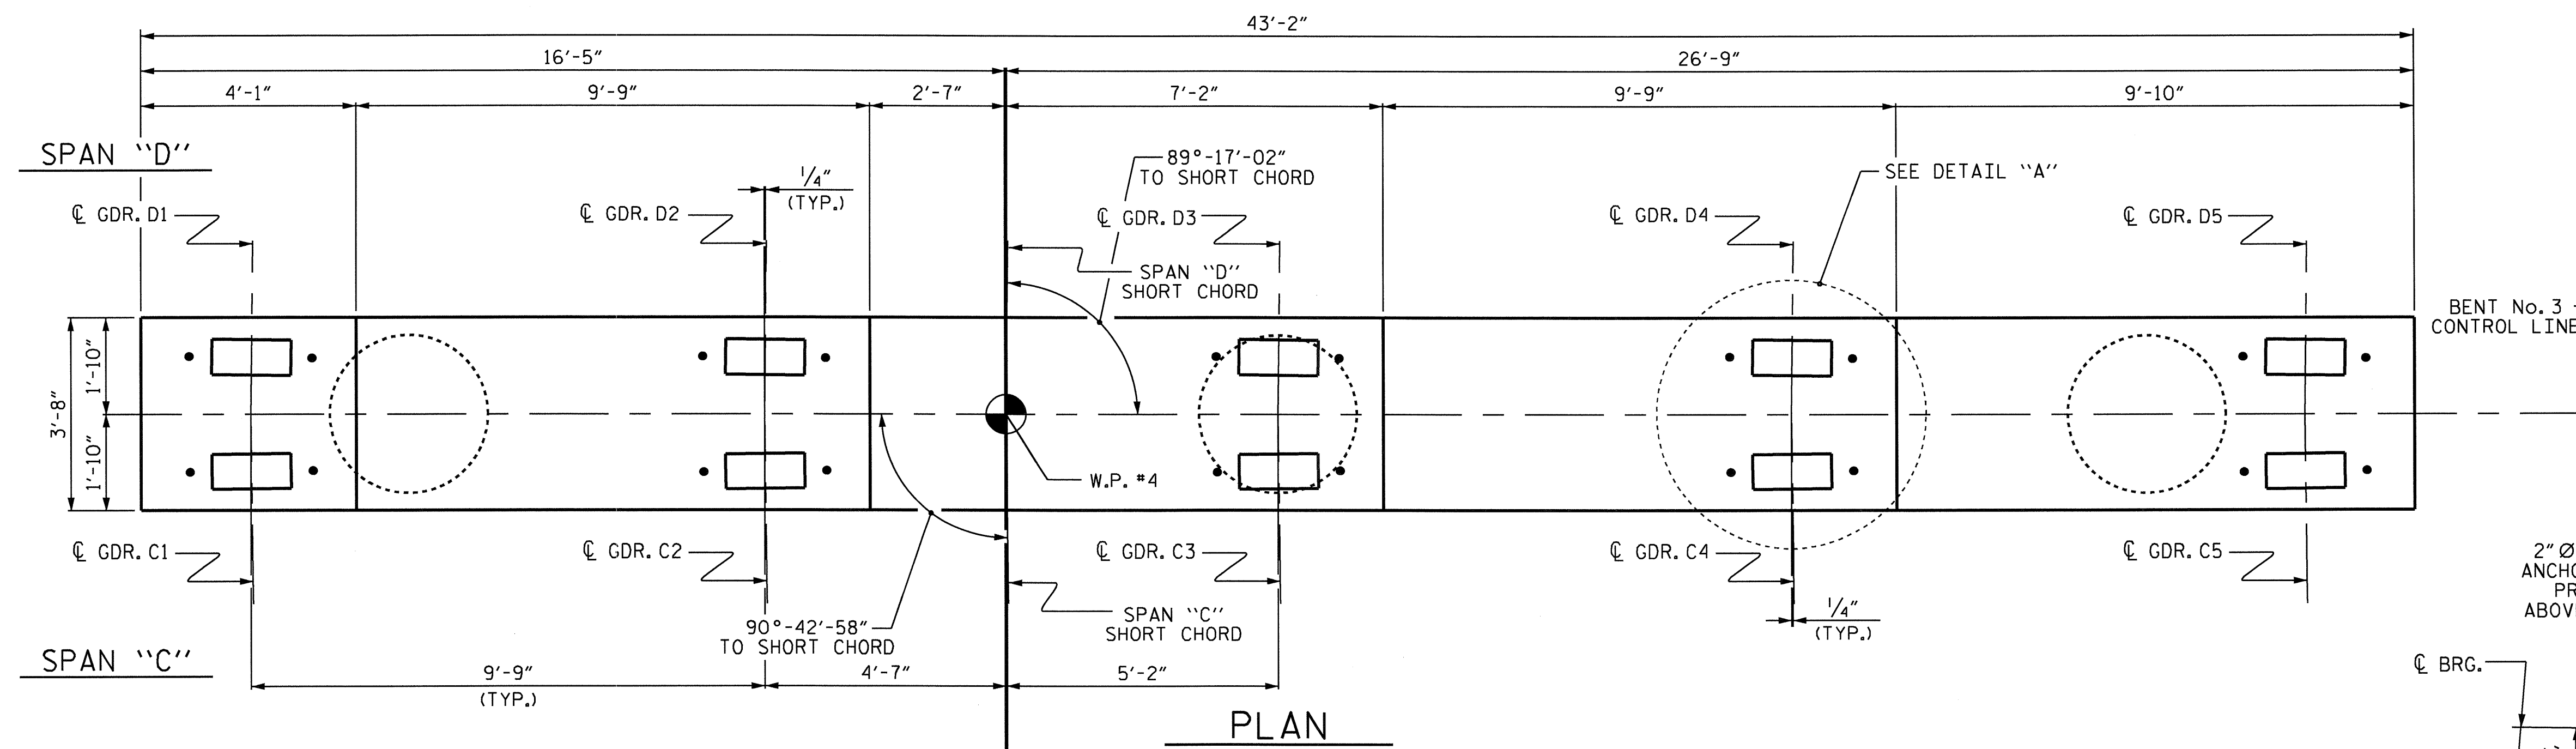 43'-2"
16'-5"
26'-9"
4'-1"
9'-9"
2'-7"
7'-2"
9'-9"
9'-10"
SPAN "D"
1/4"
(TYP.)
89°-17'-02"
TO SHORT CHORD
SEE DETAIL "A"
℄ GDR. D1
℄ GDR. D2
℄ GDR. D3
℄ GDR. D4
℄ GDR. D5
SPAN "D"
SHORT CHORD
BENT No. 3
CONTROL LINE
3'-8"
1'-10"
1'-10"
W.P. #4
℄ GDR. C1
℄ GDR. C2
℄ GDR. C3
℄ GDR. C4
℄ GDR. C5
2" Ø
ABOV
90°-42'-58"
TO SHORT CHORD
SPAN "C"
SHORT CHORD
1/4"
(TYP.)
SPAN "C"
9'-9"
(TYP.)
4'-7"
5'-2"
℄ BRG.
PLAN